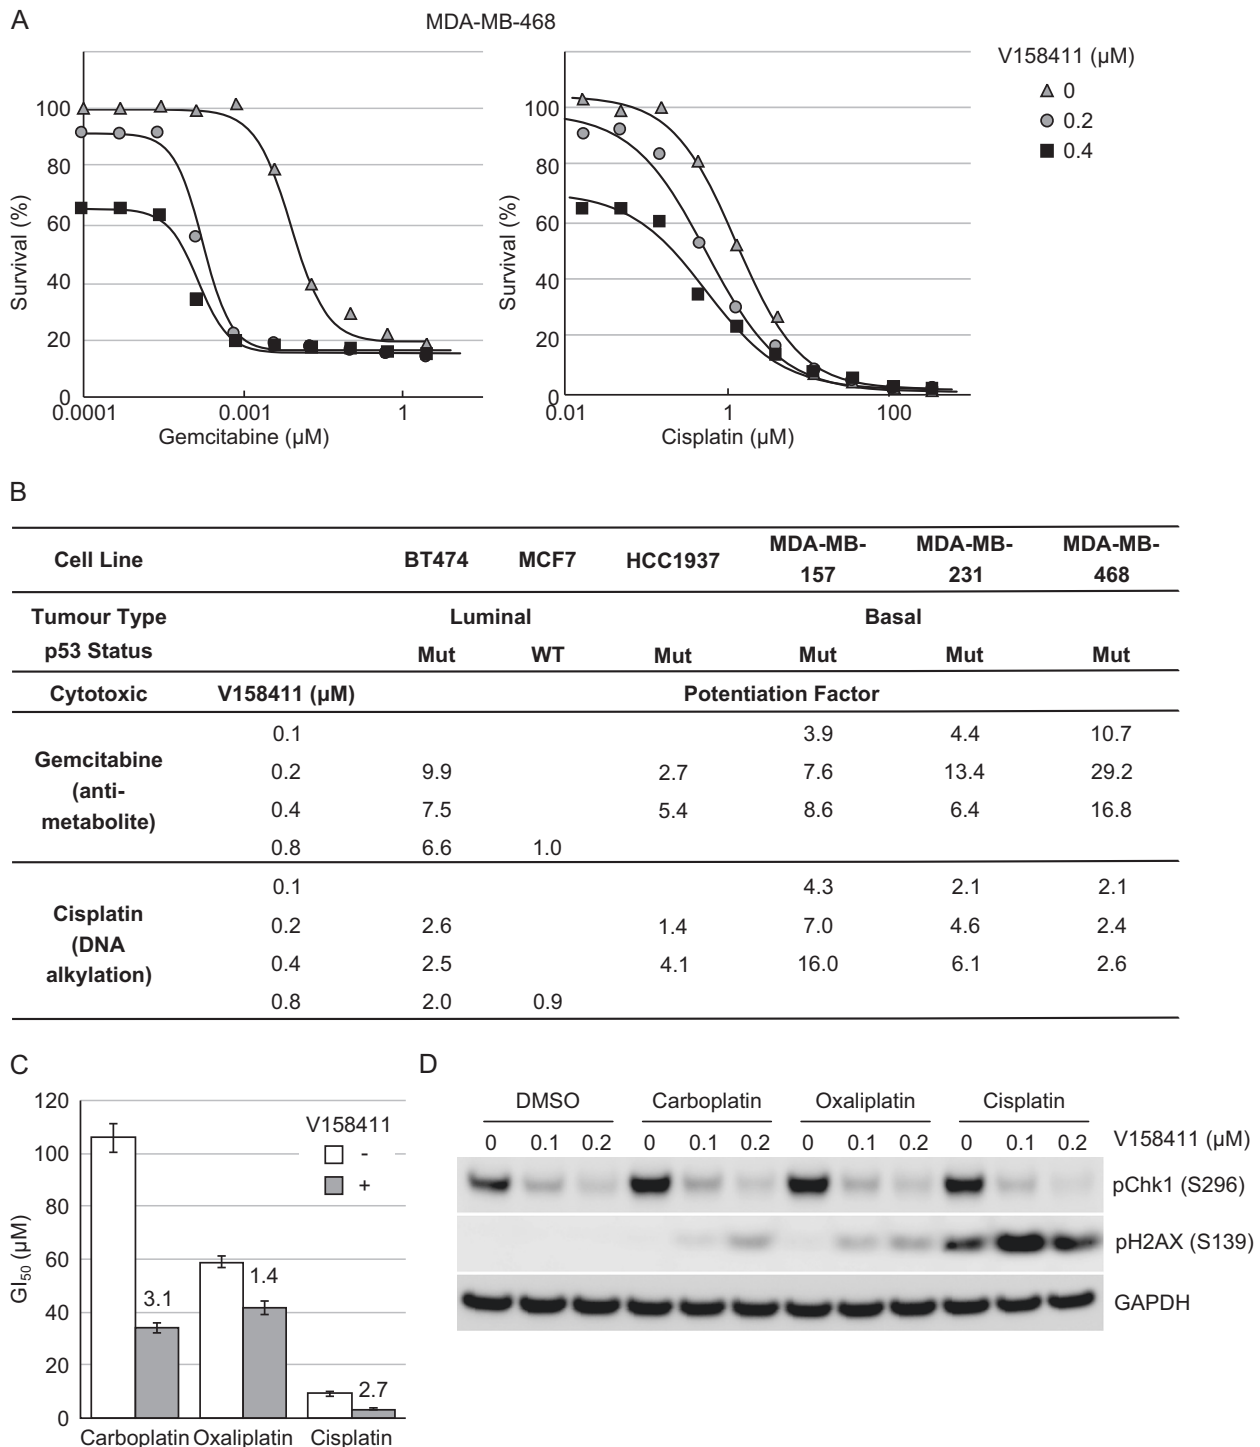 A
MDA-MB-468
V158411 (µM)
0
0.2
0.4
Survival (%)
100
80
60
40
20
0
0.0001
0.001
1
Gemcitabine (µM)
Survival (%)
100
80
60
40
20
0
0.01
1
100
Cisplatin (µM)
B
Cell Line BT474 MCF7 HCC1937 MDA-MB-157 MDA-MB-231 MDA-MB-468
Tumour Type Luminal Basal
p53 Status Mut WT Mut Mut Mut Mut
Cytotoxic V158411 (µM) Potentiation Factor
Gemcitabine
(anti-
metabolite)
0.1 3.9 4.4 10.7
0.2 9.9 2.7 7.6 13.4 29.2
0.4 7.5 5.4 8.6 6.4 16.8
0.8 6.6 1.0
Cisplatin
(DNA
alkylation)
0.1 4.3 2.1 2.1
0.2 2.6 1.4 7.0 4.6 2.4
0.4 2.5 4.1 16.0 6.1 2.6
0.8 2.0 0.9
C
GI50 (µM)
120
100
80
60
40
20
0
V158411
-
+
3.1
1.4
2.7
Carboplatin Oxaliplatin Cisplatin
D
DMSO Carboplatin Oxaliplatin Cisplatin
0 0.1 0.2 0 0.1 0.2 0 0.1 0.2 0 0.1 0.2 V158411 (µM)
pChk1 (S296)
pH2AX (S139)
GAPDH